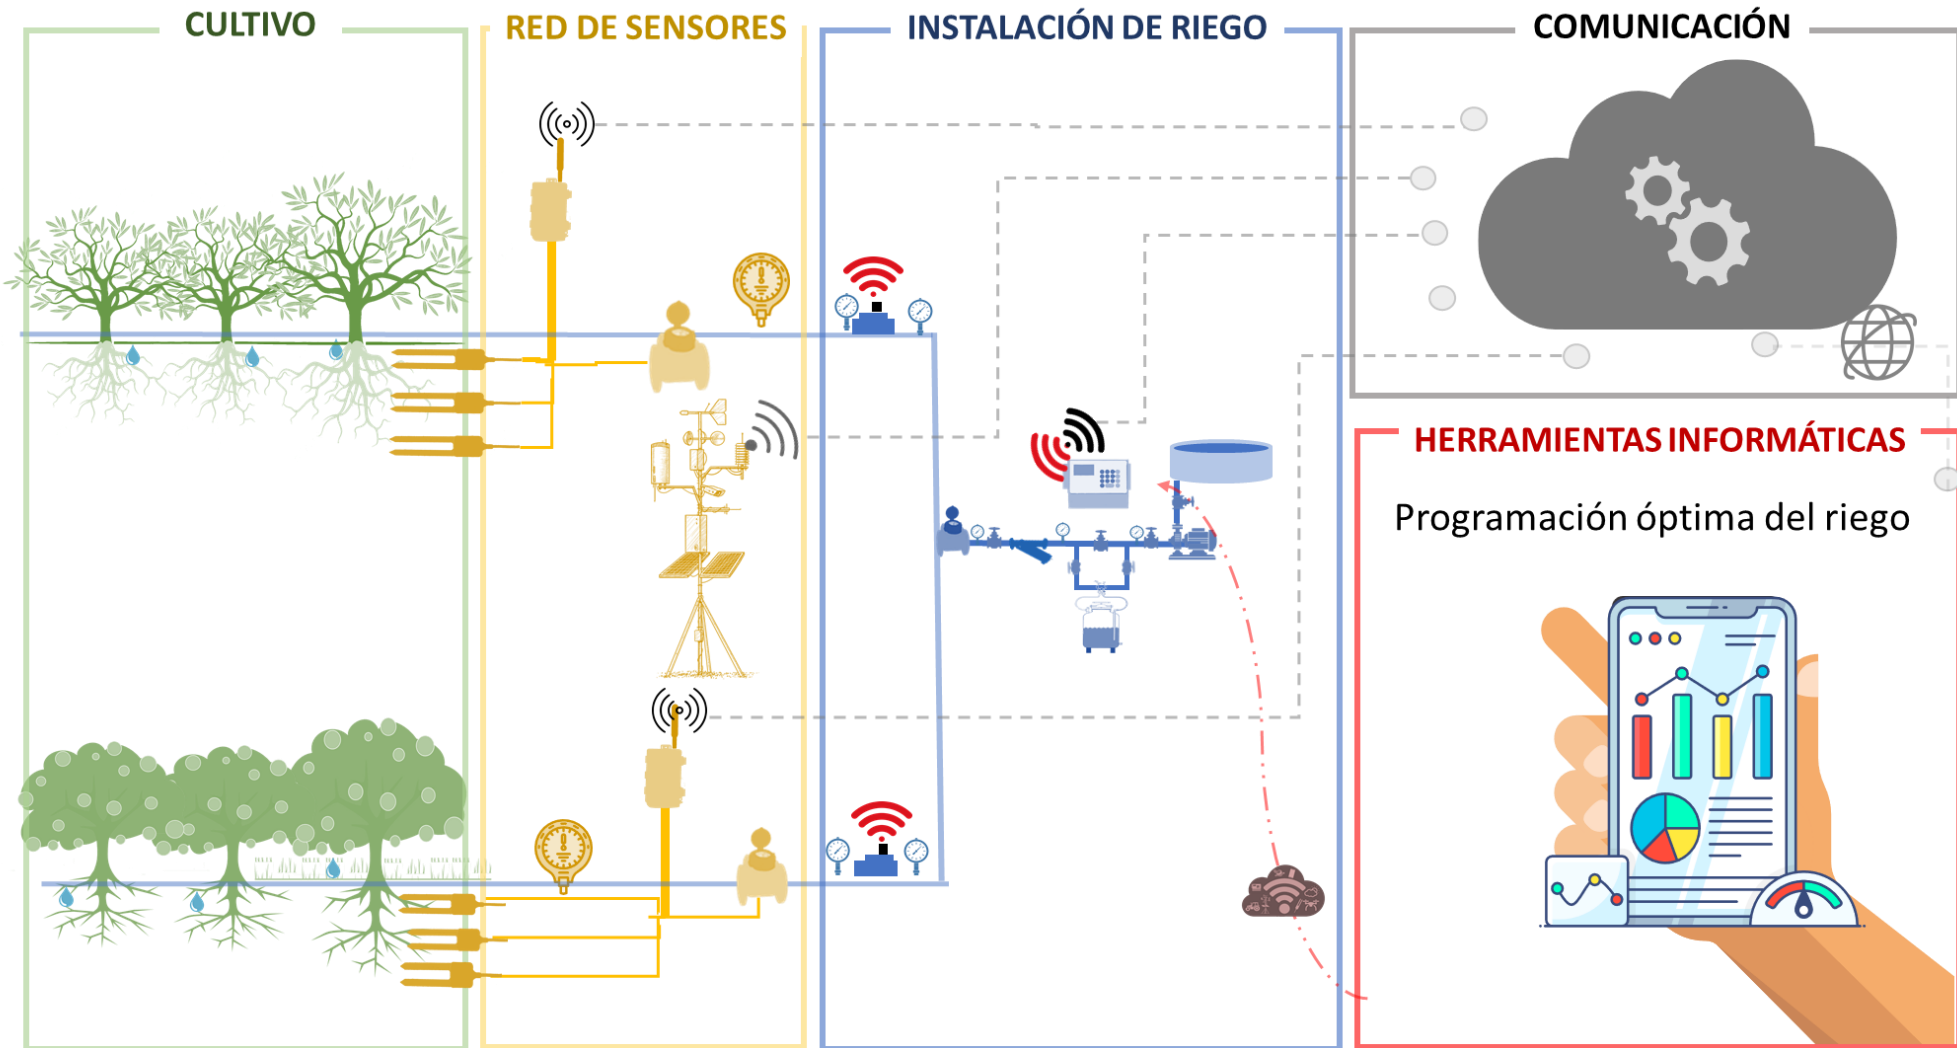 CULTIVO
RED DE SENSORES
INSTALACIÓN DE RIEGO
COMUNICACIÓN
HERRAMIENTAS INFORMÁTICAS
Programación óptima del riego